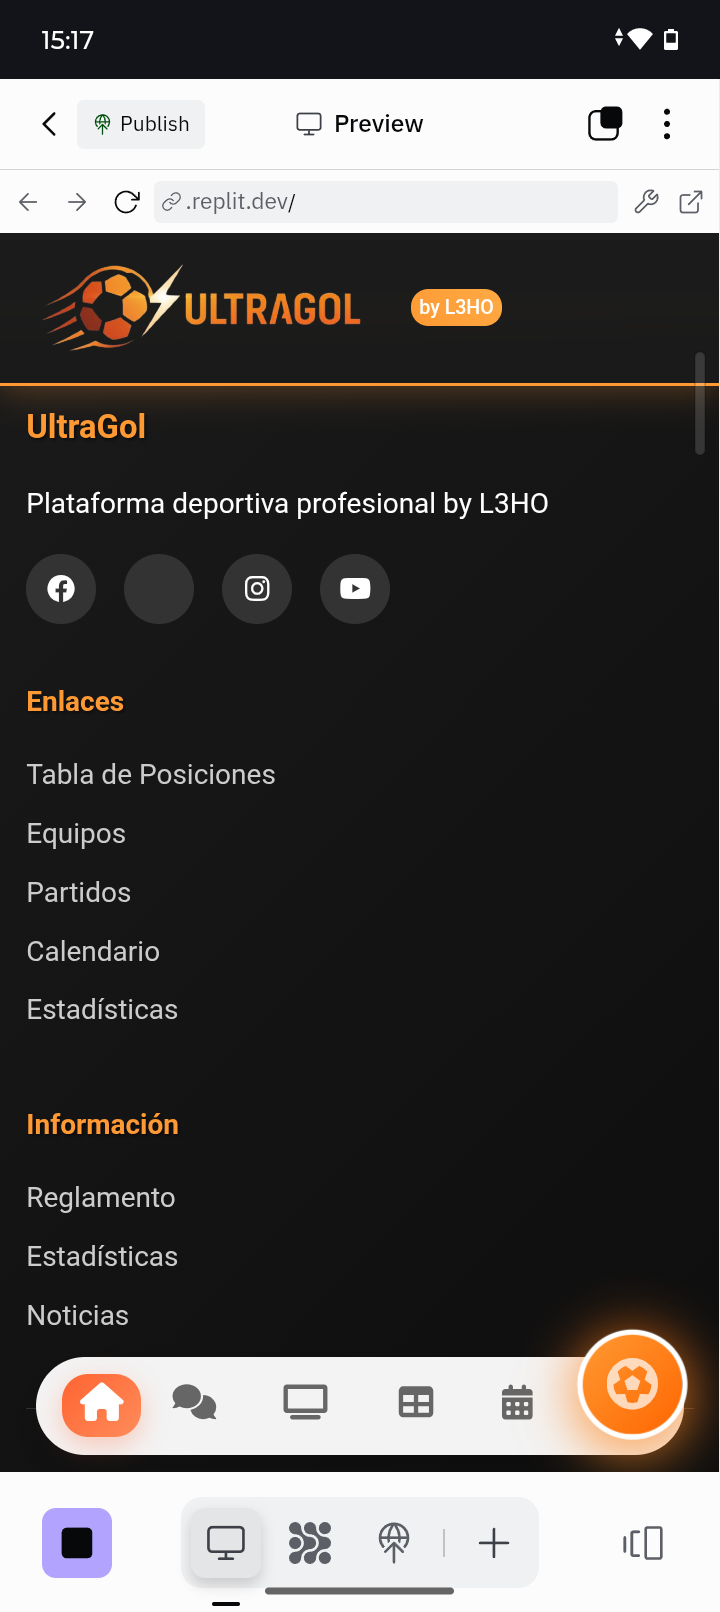 15:17
Publish
Preview
.replit.dev/
ULTRAGOL
by L3HO
UltraGol
Plataforma deportiva profesional by L3HO
Enlaces
Tabla de Posiciones
Equipos
Partidos
Calendario
Estadísticas
Información
Reglamento
Estadísticas
Noticias